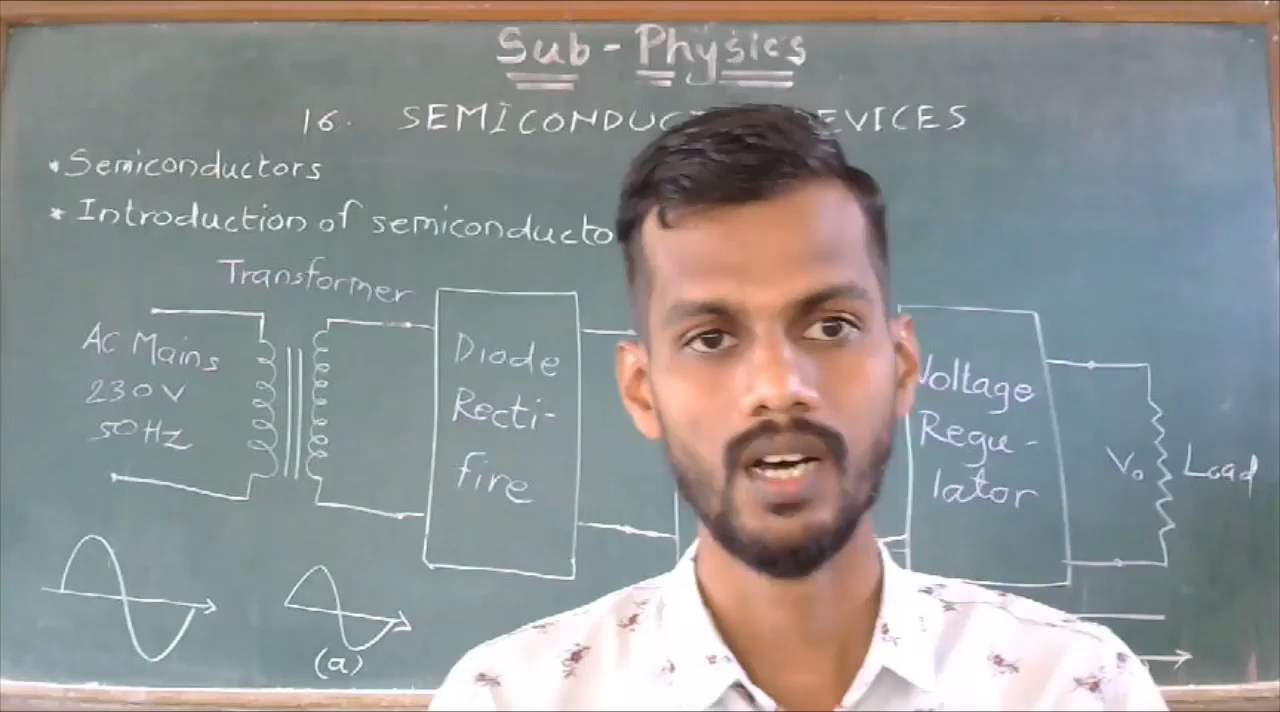 Sub - Physics
16. SEMICONDUC EVICES
* Semiconductors
* Introduction of semiconducto
Transformer
AC Mains
230V
50Hz
Diode
Recti-
fire
Voltage
Regu-
lator
Vo
Load
(a)